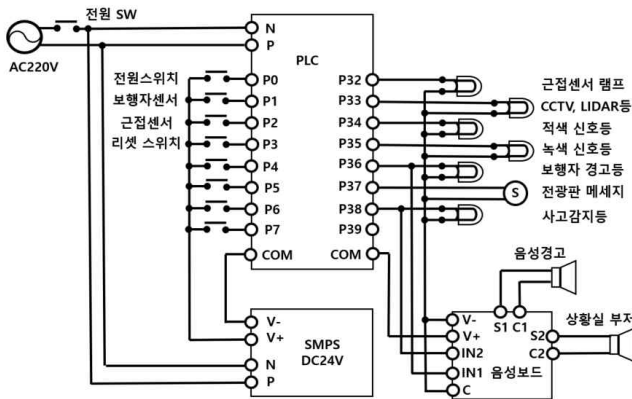 전원 SW
AC220V
N
P
PLC
전원스위치
P0
보행자센서
P1
근접센서
P2
리셋 스위치
P3
P4
P5
P6
P7
COM
P32
근접센서 램프
P33
CCTV, LIDAR등
P34
적색 신호등
P35
녹색 신호등
P36
보행자 경고등
P37
S
전광판 메세지
P38
사고감지등
P39
COM
V-
V+
SMPS
DC24V
N
P
음성경고
S1 C1
상황실 부저
V-
V+
S2
IN2
C2
IN1 음성보드
C